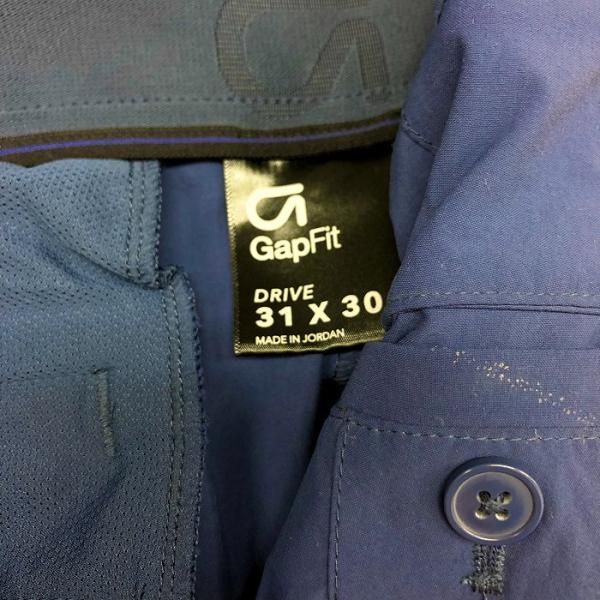 GapFit
DRIVE
31 X 30
MADE IN JORDAN